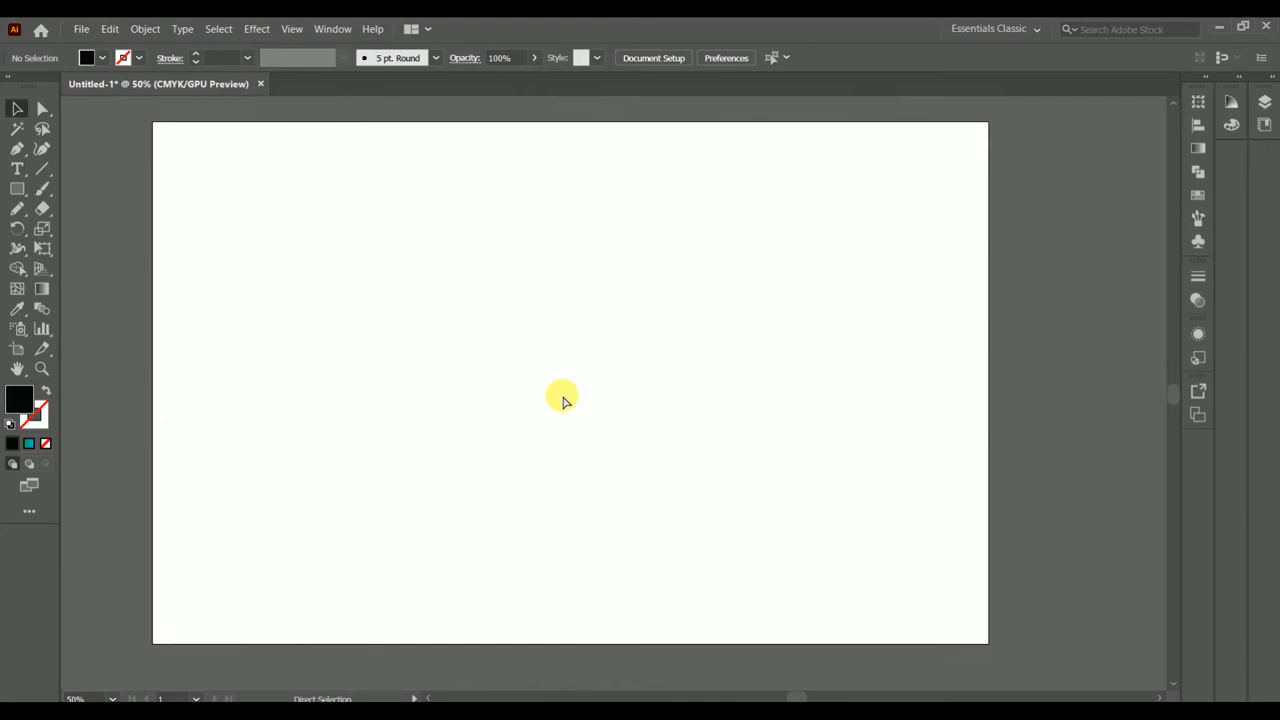 Ai File Edit Object Type Select Effect View Window Help Essentials Classic Search Adobe Stock
No Selection Stroke: 5 pt. Round Opacity: 100% Style: Document Setup Preferences
Untitled-1* @ 50% (CMYK/GPU Preview)
T
50% 1 Direct Selection